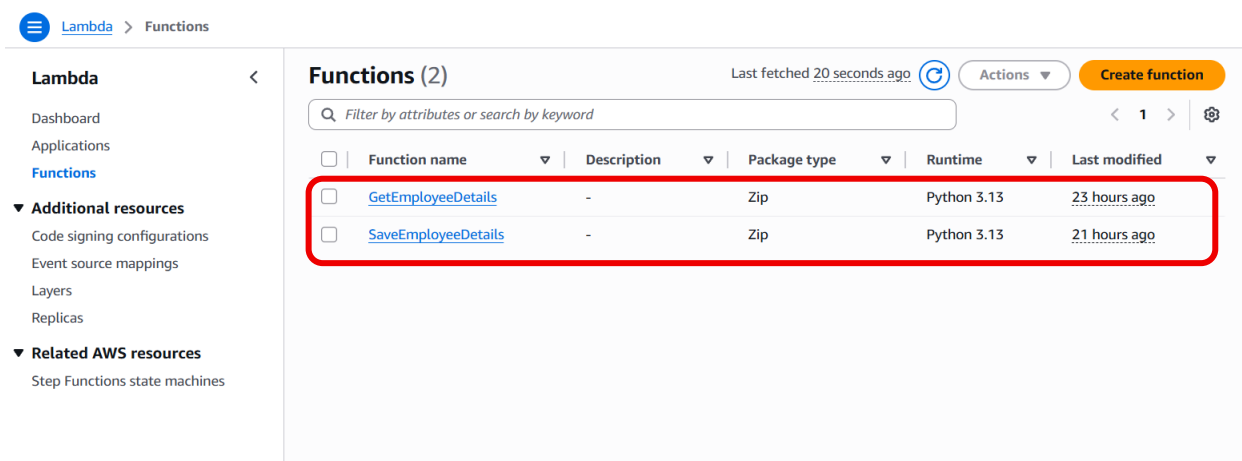 Lambda > Functions
Lambda
Dashboard
Applications
Functions
Additional resources
Code signing configurations
Event source mappings
Layers
Replicas
Related AWS resources
Step Functions state machines
Functions (2)
Last fetched 20 seconds ago Actions Create function
Filter by attributes or search by keyword
1
Function name Description Package type Runtime Last modified
GetEmployeeDetails - Zip Python 3.13 23 hours ago
SaveEmployeeDetails - Zip Python 3.13 21 hours ago